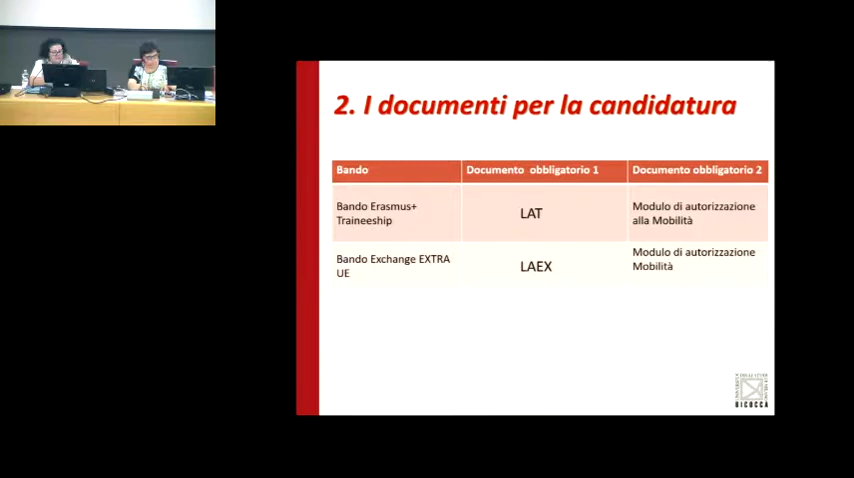 2. I documenti per la candidatura
Bando
Documento obbligatorio 1
Documento obbligatorio 2
Bando Erasmus+
Traineeship
LAT
Modulo di autorizzazione
alla Mobilità
Bando Exchange EXTRA
UE
LAEX
Modulo di autorizzazione
Mobilità
BICOCCA